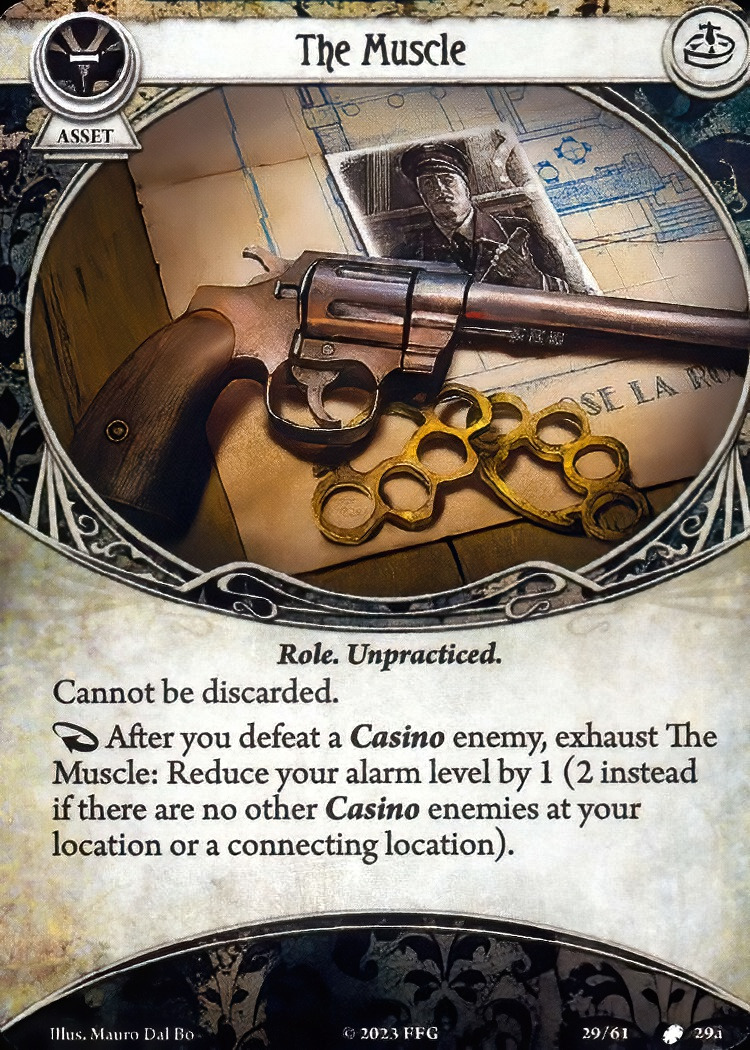 The Muscle
ASSET
OSE LA RO
Role. Unpracticed.
Cannot be discarded.
After you defeat a Casino enemy, exhaust The
Muscle: Reduce your alarm level by 1 (2 instead
if there are no other Casino enemies at your
location or a connecting location).
Illus. Mauro Dal Bo
© 2023 FFG
29/61
29a